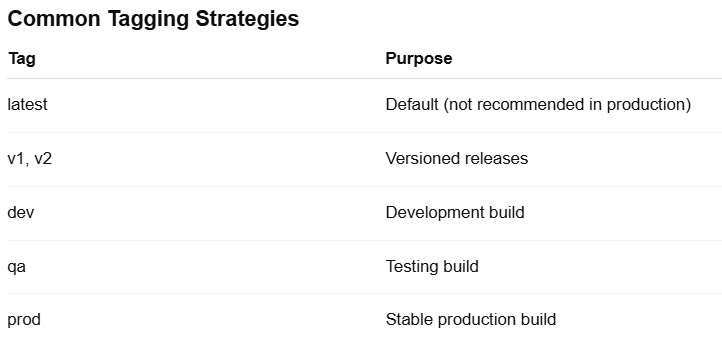 Common Tagging Strategies
Tag Purpose
latest Default (not recommended in production)
v1, v2 Versioned releases
dev Development build
qa Testing build
prod Stable production build